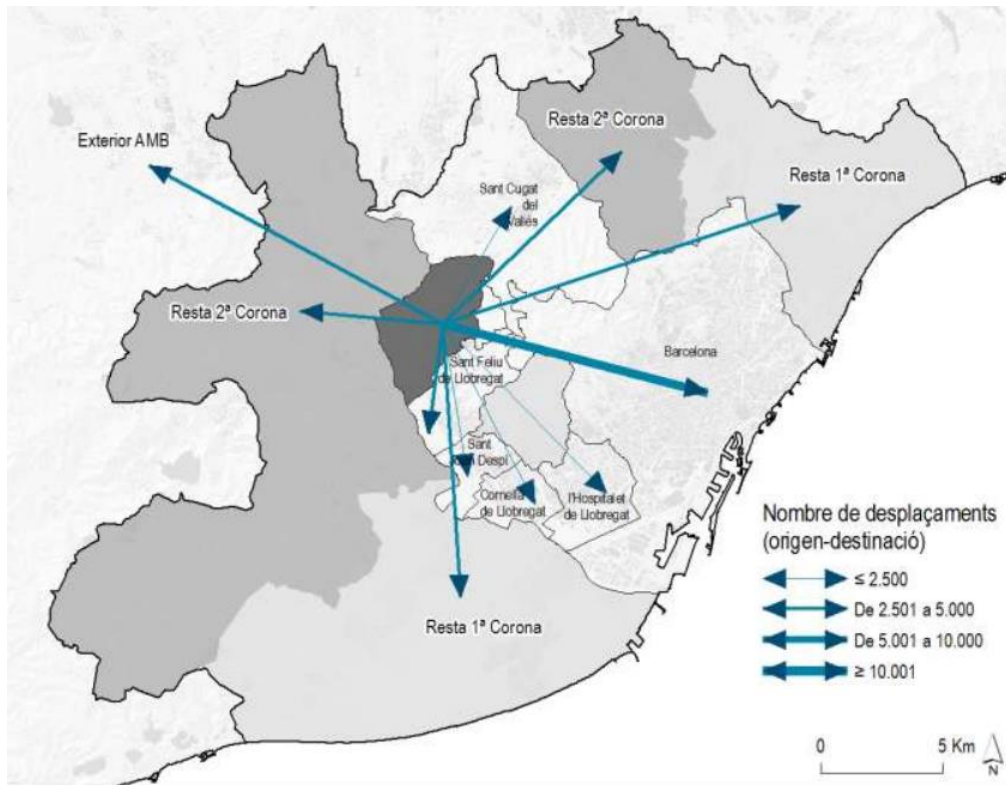 Exterior AMB
Resta 2ª Corona
Resta 1ª Corona
Sant Cugat
del
Vallés
Resta 2ª Corona
Barcelona
Sant Feliu
de Llobregat
Sant
Joan Despí
Cornellà
de Llobregat
l'Hospitalet
de Llobregat
Resta 1ª Corona
Nombre de desplaçaments
(origen-destinació)
≤ 2.500
De 2.501 a 5.000
De 5.001 a 10.000
≥ 10.001
0 5 Km
N